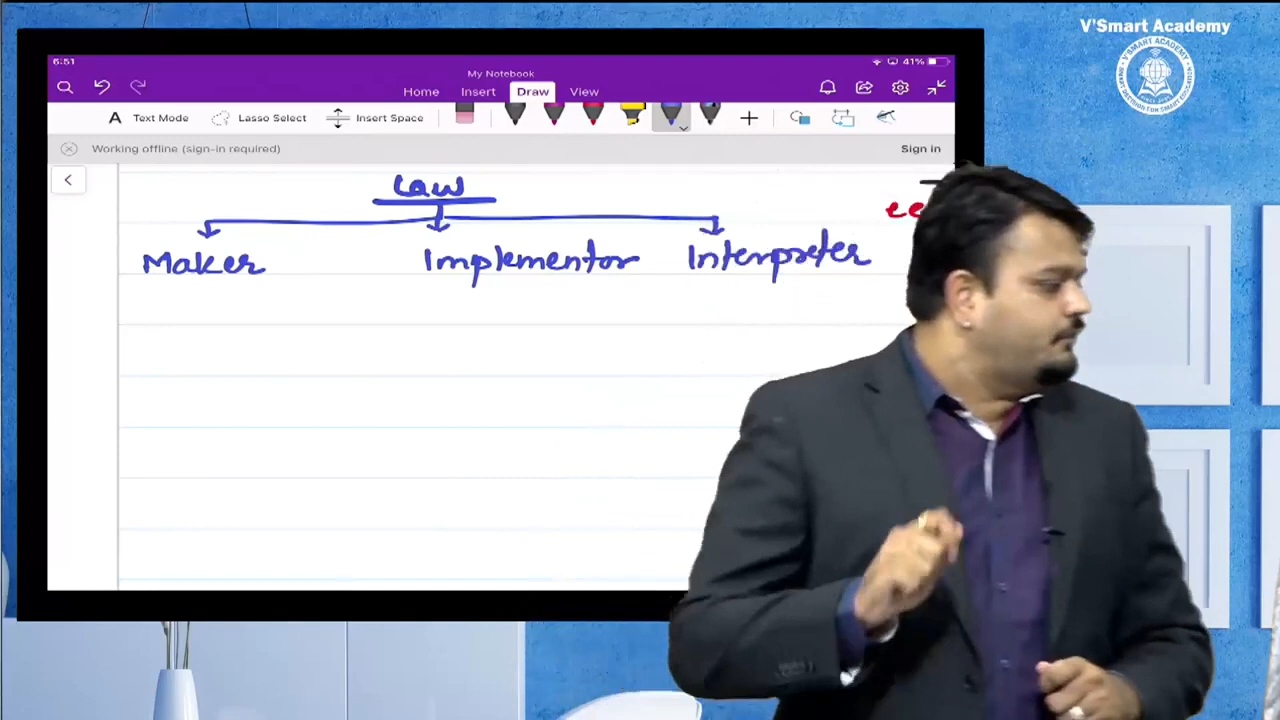 V'Smart Academy
6:51
41%
My Notebook
Home Insert Draw View
Text Mode Lasso Select Insert Space
Working offline (sign-in required) Sign in
Law
Maker Implementor Interpreter